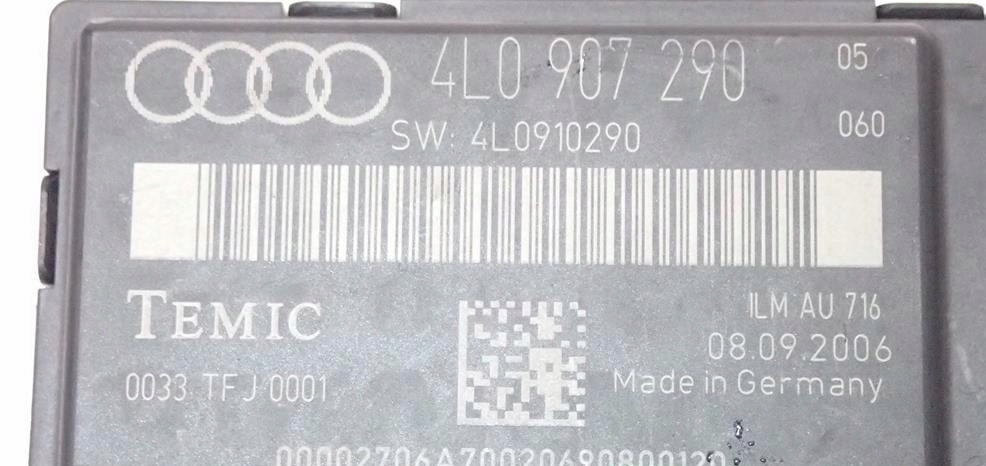 4L0 907 290 05
SW: 4L0910290 060
TEMIC
ILM AU 716
08.09.2006
0033 TFJ 0001
Made in Germany
00002706A70020690800120